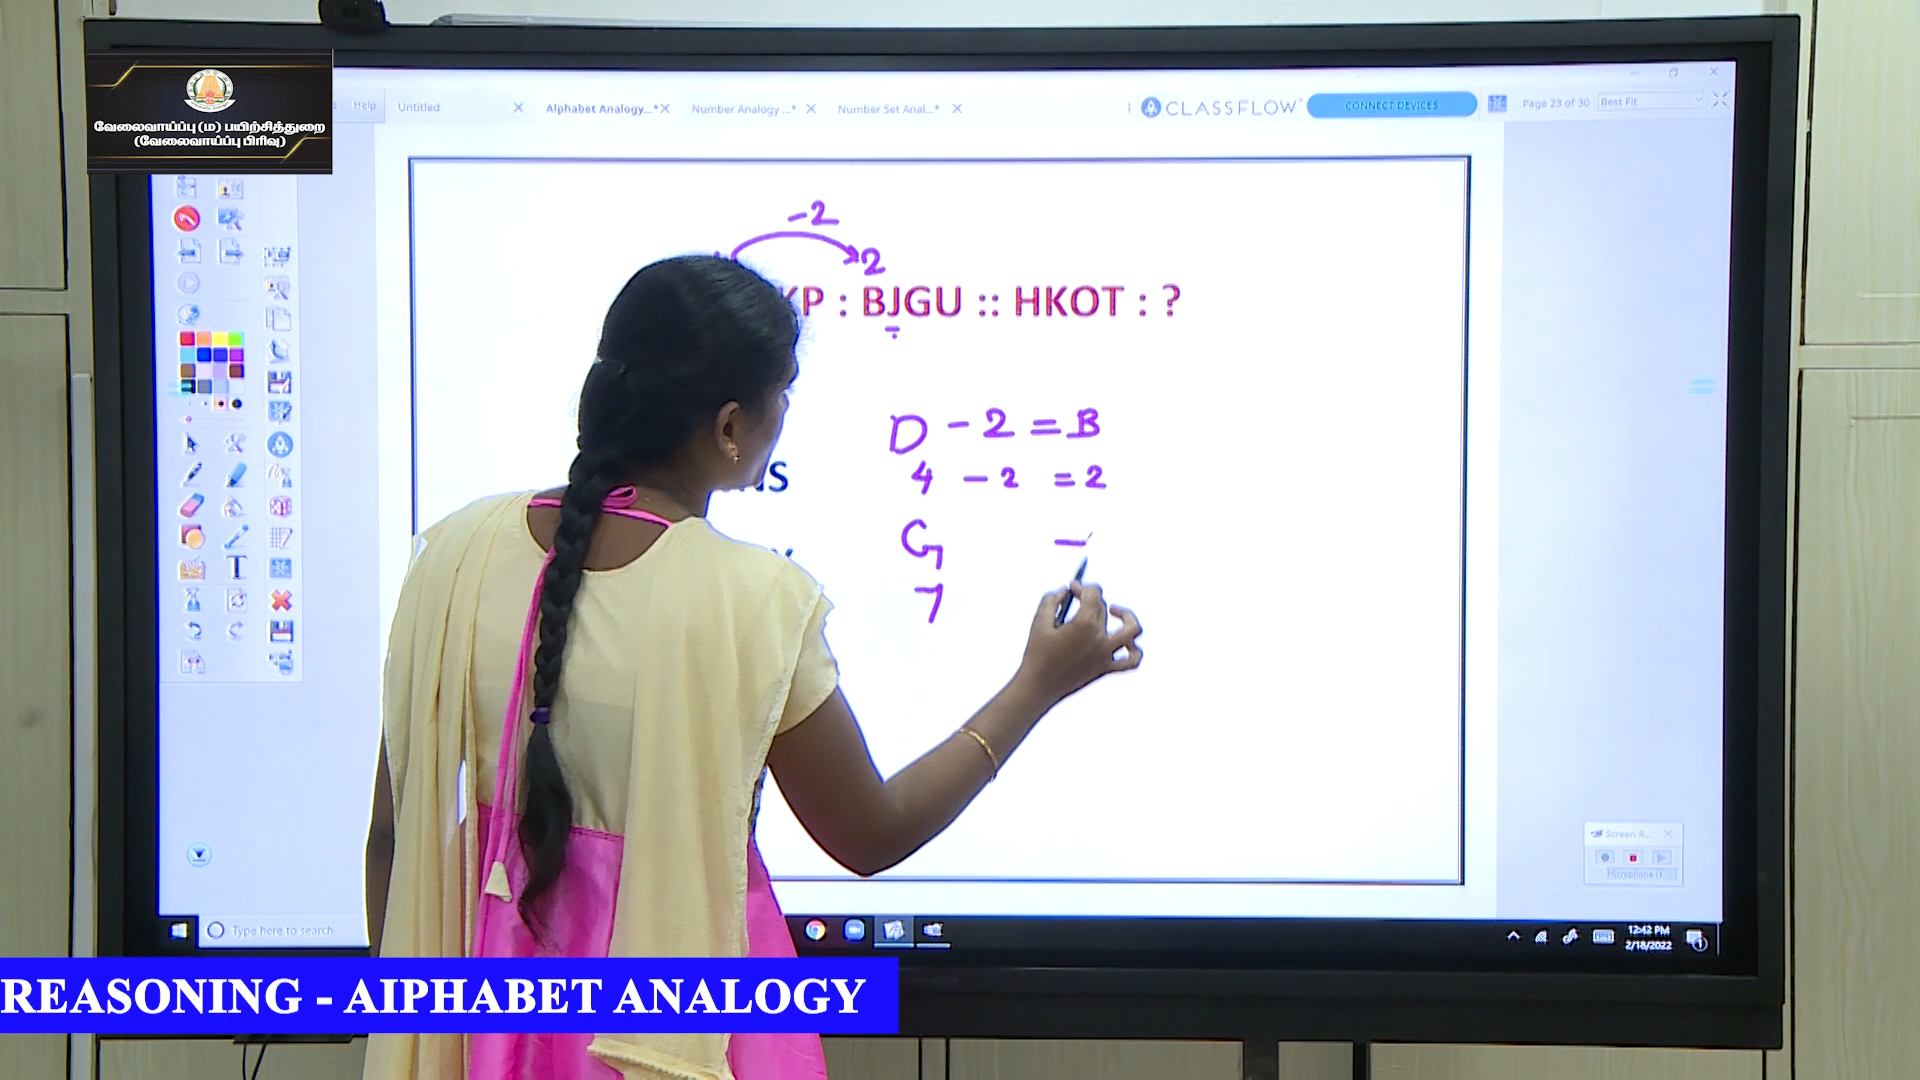 வேலைவாய்ப்பு (ம) பயிற்சித்துறை
(வேலைவாய்ப்பு பிரிவு)
Help
Untitled
Alphabet Analogy...*
Number Analogy ...*
Number Set Anal...*
CLASSFLOW
CONNECT DEVICES
Page 23 of 30
Best Fit
-2
2
KP : BJGU :: HKOT : ?
D - 2 = B
4 - 2 = 2
G -
7
Screen R...
Type here to search
12:42 PM
2/18/2022
REASONING - AIPHABET ANALOGY